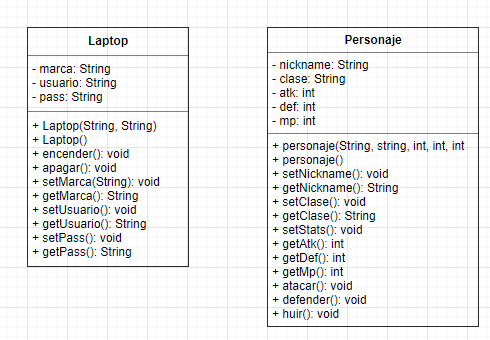 Laptop
- marca: String
- usuario: String
- pass: String
+ Laptop(String, String)
+ Laptop()
+ encender(): void
+ apagar(): void
+ setMarca(String): void
+ getMarca(): String
+ setUsuario(): void
+ getUsuario(): String
+ setPass(): void
+ getPass(): String
Personaje
- nickname: String
- clase: String
- atk: int
- def: int
- mp: int
+ personaje(String, string, int, int, int
+ personaje()
+ setNickname(): void
+ getNickname(): String
+ setClase(): void
+ getClase(): String
+ setStats(): void
+ getAtk(): int
+ getDef(): int
+ getMp(): int
+ atacar(): void
+ defender(): void
+ huir(): void